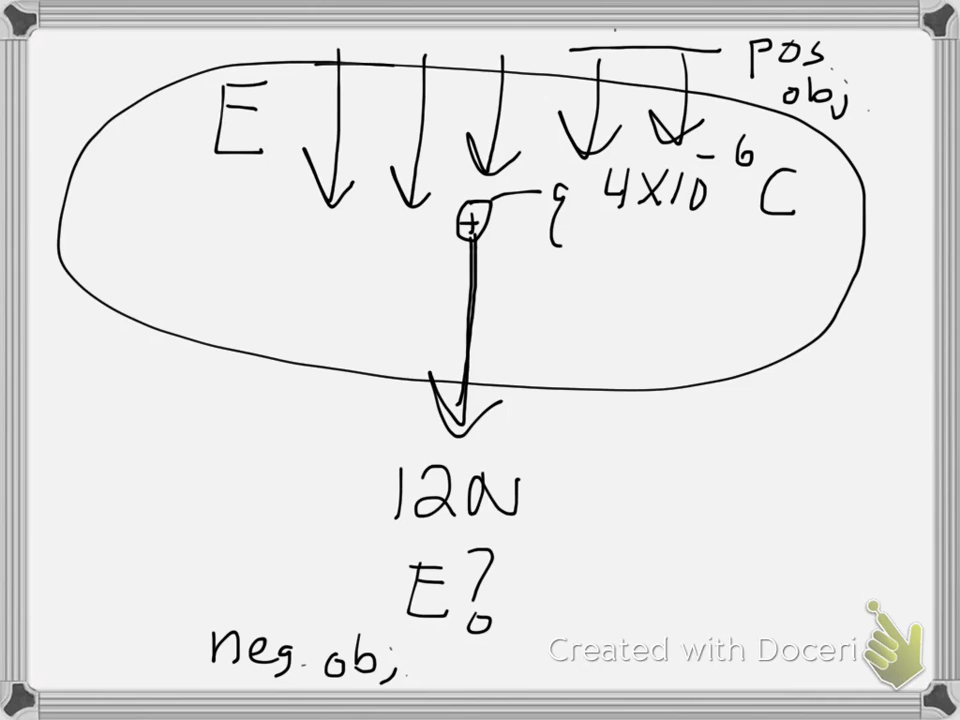 pos.
obj.
E
+
q 4X10⁻⁶ C
12N
E?
neg. obj.
Created with Doceri